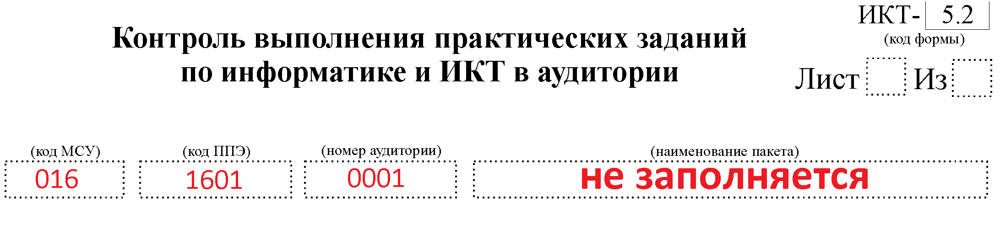 ИКТ- 5.2
(код формы)
Контроль выполнения практических заданий
по информатике и ИКТ в аудитории
Лист Из
(код МСУ) (код ППЭ) (номер аудитории) (наименование пакета)
016 1601 0001 не заполняется